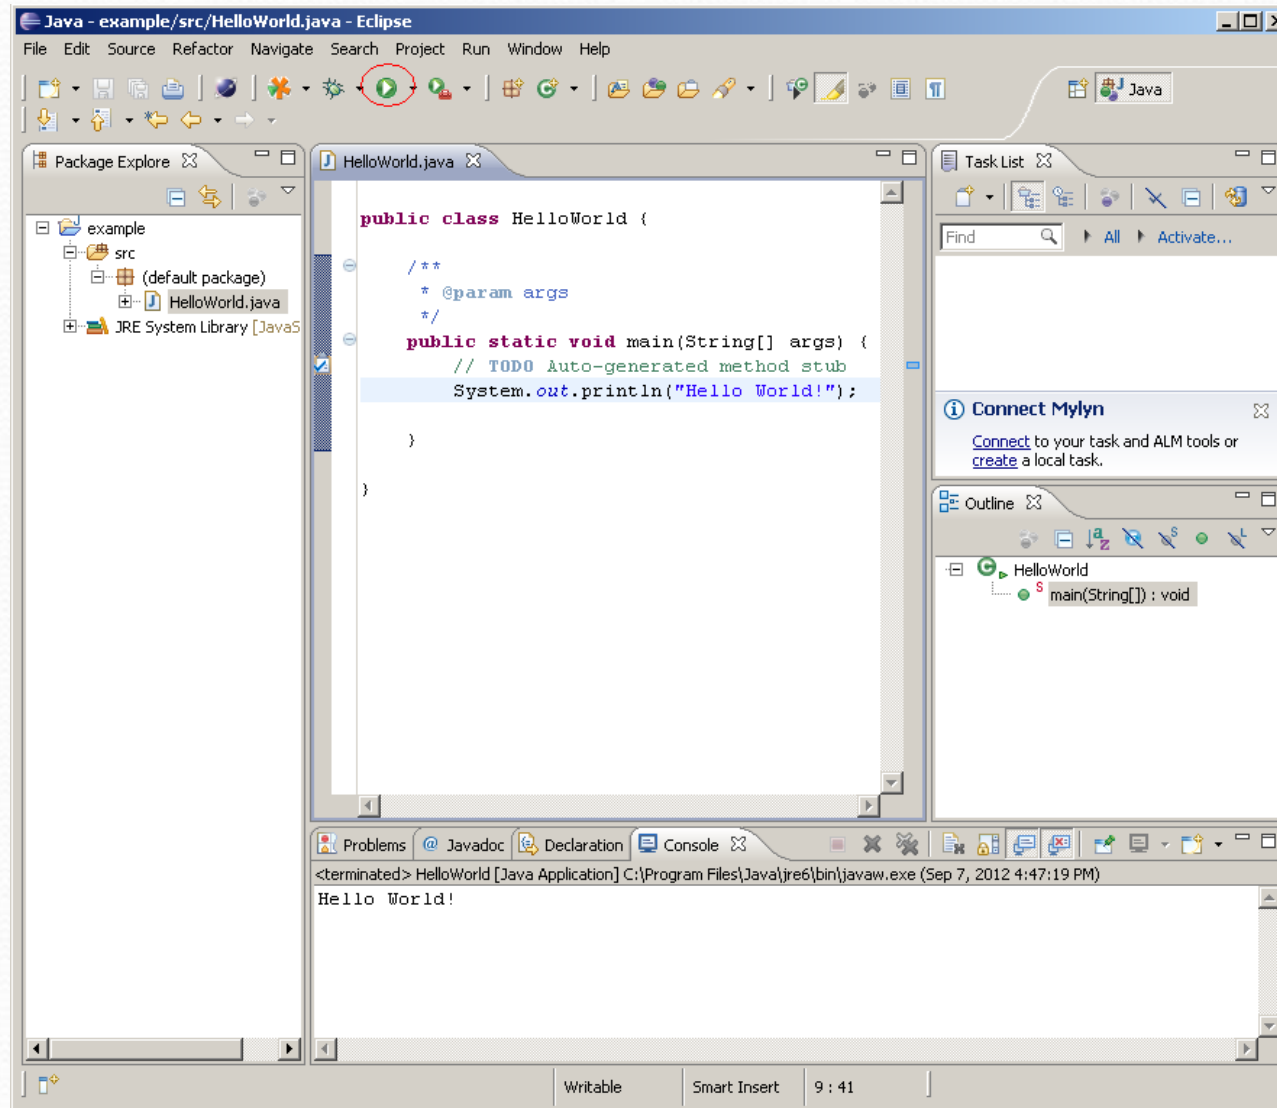 Java - example/src/HelloWorld.java - Eclipse
File Edit Source Refactor Navigate Search Project Run Window Help
Java
Package Explore
example
src
(default package)
HelloWorld.java
JRE System Library [JavaS
HelloWorld.java
public class HelloWorld {
/**
* @param args
*/
public static void main(String[] args) {
// TODO Auto-generated method stub
System.out.println("Hello World!");
}
}
Task List
Find All Activate...
Connect Mylyn
Connect to your task and ALM tools or
create a local task.
Outline
HelloWorld
main(String[]) : void
Problems @ Javadoc Declaration Console
<terminated> HelloWorld [Java Application] C:\Program Files\Java\jre6\bin\javaw.exe (Sep 7, 2012 4:47:19 PM)
Hello World!
Writable Smart Insert 9 : 41